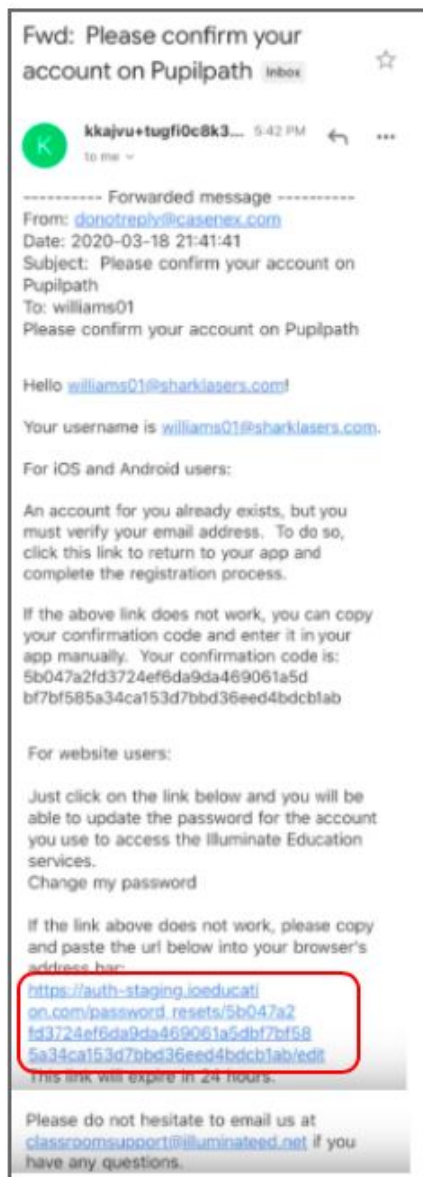 Fwd: Please confirm your
account on Pupilpath Inbox
K
kkajvu+tugfi0c8k3... 5:42 PM
to me
---------- Forwarded message ----------
From: donotreply@casenex.com
Date: 2020-03-18 21:41:41
Subject: Please confirm your account on
Pupilpath
To: williams01
Please confirm your account on Pupilpath
Hello williams01@sharklasers.com!
Your username is williams01@sharklasers.com.
For iOS and Android users:
An account for you already exists, but you
must verify your email address. To do so,
click this link to return to your app and
complete the registration process.
If the above link does not work, you can copy
your confirmation code and enter it in your
app manually. Your confirmation code is:
5b047a2fd3724ef6da9da469061a5d
bf7bf585a34ca153d7bbd36eed4bdcb1ab
For website users:
Just click on the link below and you will be
able to update the password for the account
you use to access the Illuminate Education
services.
Change my password
If the link above does not work, please copy
and paste the url below into your browser's
address bar:
https://auth-staging.ioeducati
on.com/password_resets/5b047a2
fd3724ef6da9da469061a5dbf7bf58
5a34ca153d7bbd36eed4bdcb1ab/edit
This link will expire in 24 hours.
Please do not hesitate to email us at
classroomsupport@illuminateed.net if you
have any questions.